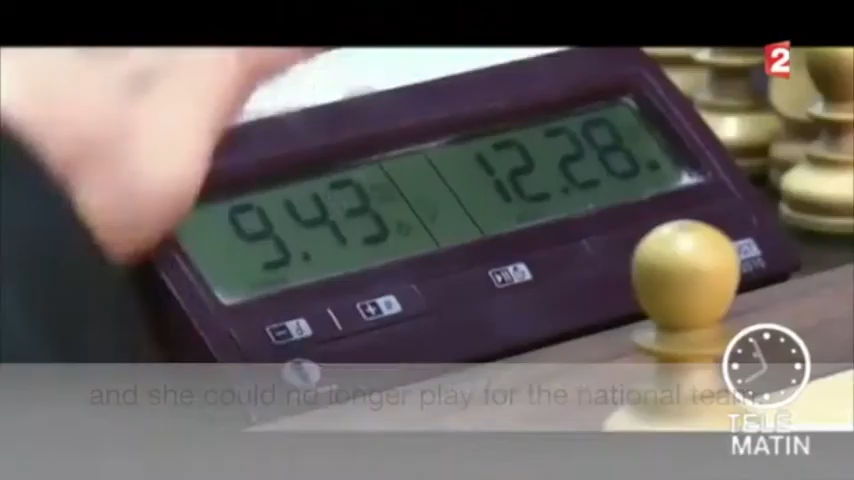 2
9.43 12.28.
and she could no longer play for the national team.
TELE
MATIN